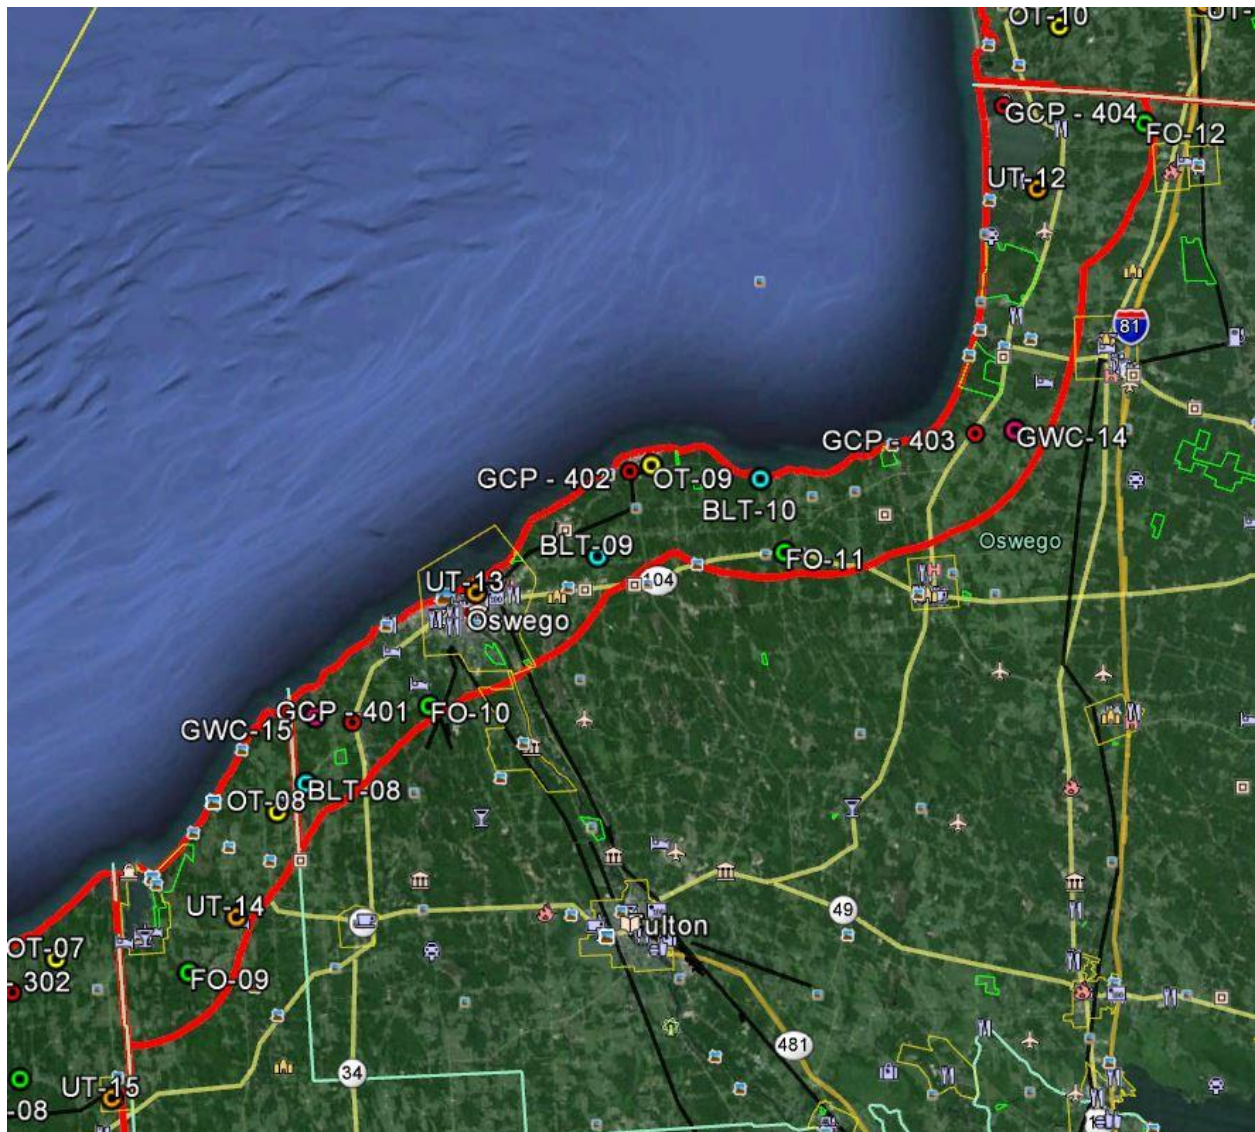 OT-10
UT-
GCP - 404
FO-12
UT-12
81
GCP - 403
GWC-14
GCP - 402
OT-09
BLT-10
BLT-09
FO-11
Oswego
UT-13
104
Oswego
GCP - 401
FO-10
GWC-15
BLT-08
OT-08
UT-14
49
Fulton
OT-07
- 302
FO-09
481
34
UT-15
-08